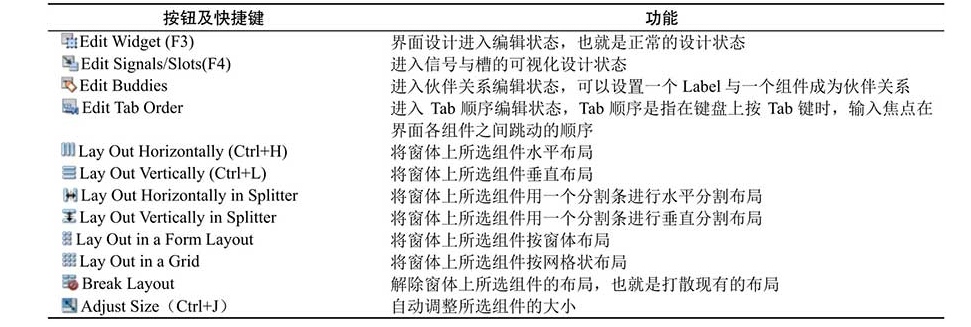 按钮及快捷键 功能
Edit Widget (F3) 界面设计进入编辑状态，也就是正常的设计状态
Edit Signals/Slots(F4) 进入信号与槽的可视化设计状态
Edit Buddies 进入伙伴关系编辑状态，可以设置一个 Label 与一个组件成为伙伴关系
Edit Tab Order 进入 Tab 顺序编辑状态，Tab 顺序是指在键盘上按 Tab 键时，输入焦点在
界面各组件之间跳动的顺序
Lay Out Horizontally (Ctrl+H) 将窗体上所选组件水平布局
Lay Out Vertically (Ctrl+L) 将窗体上所选组件垂直布局
Lay Out Horizontally in Splitter 将窗体上所选组件用一个分割条进行水平分割布局
Lay Out Vertically in Splitter 将窗体上所选组件用一个分割条进行垂直分割布局
Lay Out in a Form Layout 将窗体上所选组件按窗体布局
Lay Out in a Grid 将窗体上所选组件按网格状布局
Break Layout 解除窗体上所选组件的布局，也就是打散现有的布局
Adjust Size（Ctrl+J） 自动调整所选组件的大小